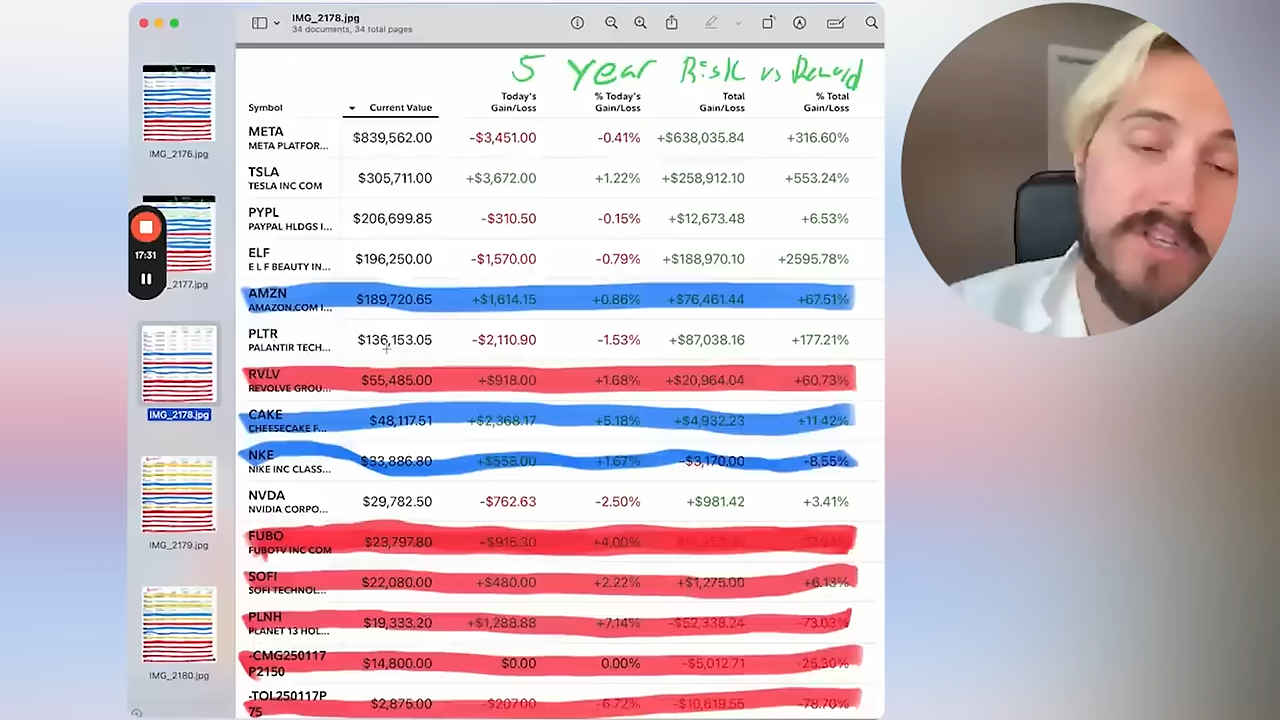 IMG_2178.jpg
34 documents, 34 total pages
5 Year Risk vs Reward
Symbol Current Value Today's Gain/Loss % Today's Gain/Loss Total Gain/Loss % Total Gain/Loss
META $839,562.00 -$3,451.00 -0.41% +$638,035.84 +316.60%
META PLATFOR...
TSLA $305,711.00 +$3,672.00 +1.22% +$258,912.10 +553.24%
TESLA INC COM
PYPL $206,699.85 -$310.50 -0.15% +$12,673.48 +6.53%
PAYPAL HLDGS I...
ELF $196,250.00 -$1,570.00 -0.79% +$188,970.10 +2595.78%
E L F BEAUTY IN...
AMZN $189,720.65 +$1,614.15 +0.86% +$76,461.44 +67.51%
AMAZON.COM I...
PLTR $136,153.05 -$2,110.90 -1.53% +$87,038.16 +177.21%
PALANTIR TECH...
RVLV $55,485.00 +$918.00 +1.68% +$20,964.04 +60.73%
REVOLVE GROU...
CAKE $48,117.51 +$2,368.17 +5.18% +$4,932.23 +11.42%
CHEESECAKE F...
NKE $33,886.80 -$3,170.00 -8.55%
NIKE INC CLASS...
NVDA $29,782.50 -$762.63 -2.50% +$981.42 +3.41%
NVIDIA CORPO...
FUBO $23,797.80 +$916.30 +4.00%
FUBOTV INC COM
SOFI $22,080.00 +$480.00 +2.22% +$1,275.00 +6.13%
SOFI TECHNOL...
PLNH $19,333.20 +$1,288.88 +7.14% -$52,338.24 -73.03%
PLANET 13 HOL...
-CMG250117 $14,800.00 $0.00 0.00% -$5,012.71 -25.30%
P2150
-TOL250117P $2,875.00 -$207.00 -6.72% -$10,619.55 -78.70%
75
IMG_2176.jpg
17:31
_2177.jpg
IMG_2178.jpg
IMG_2179.jpg
IMG_2180.jpg